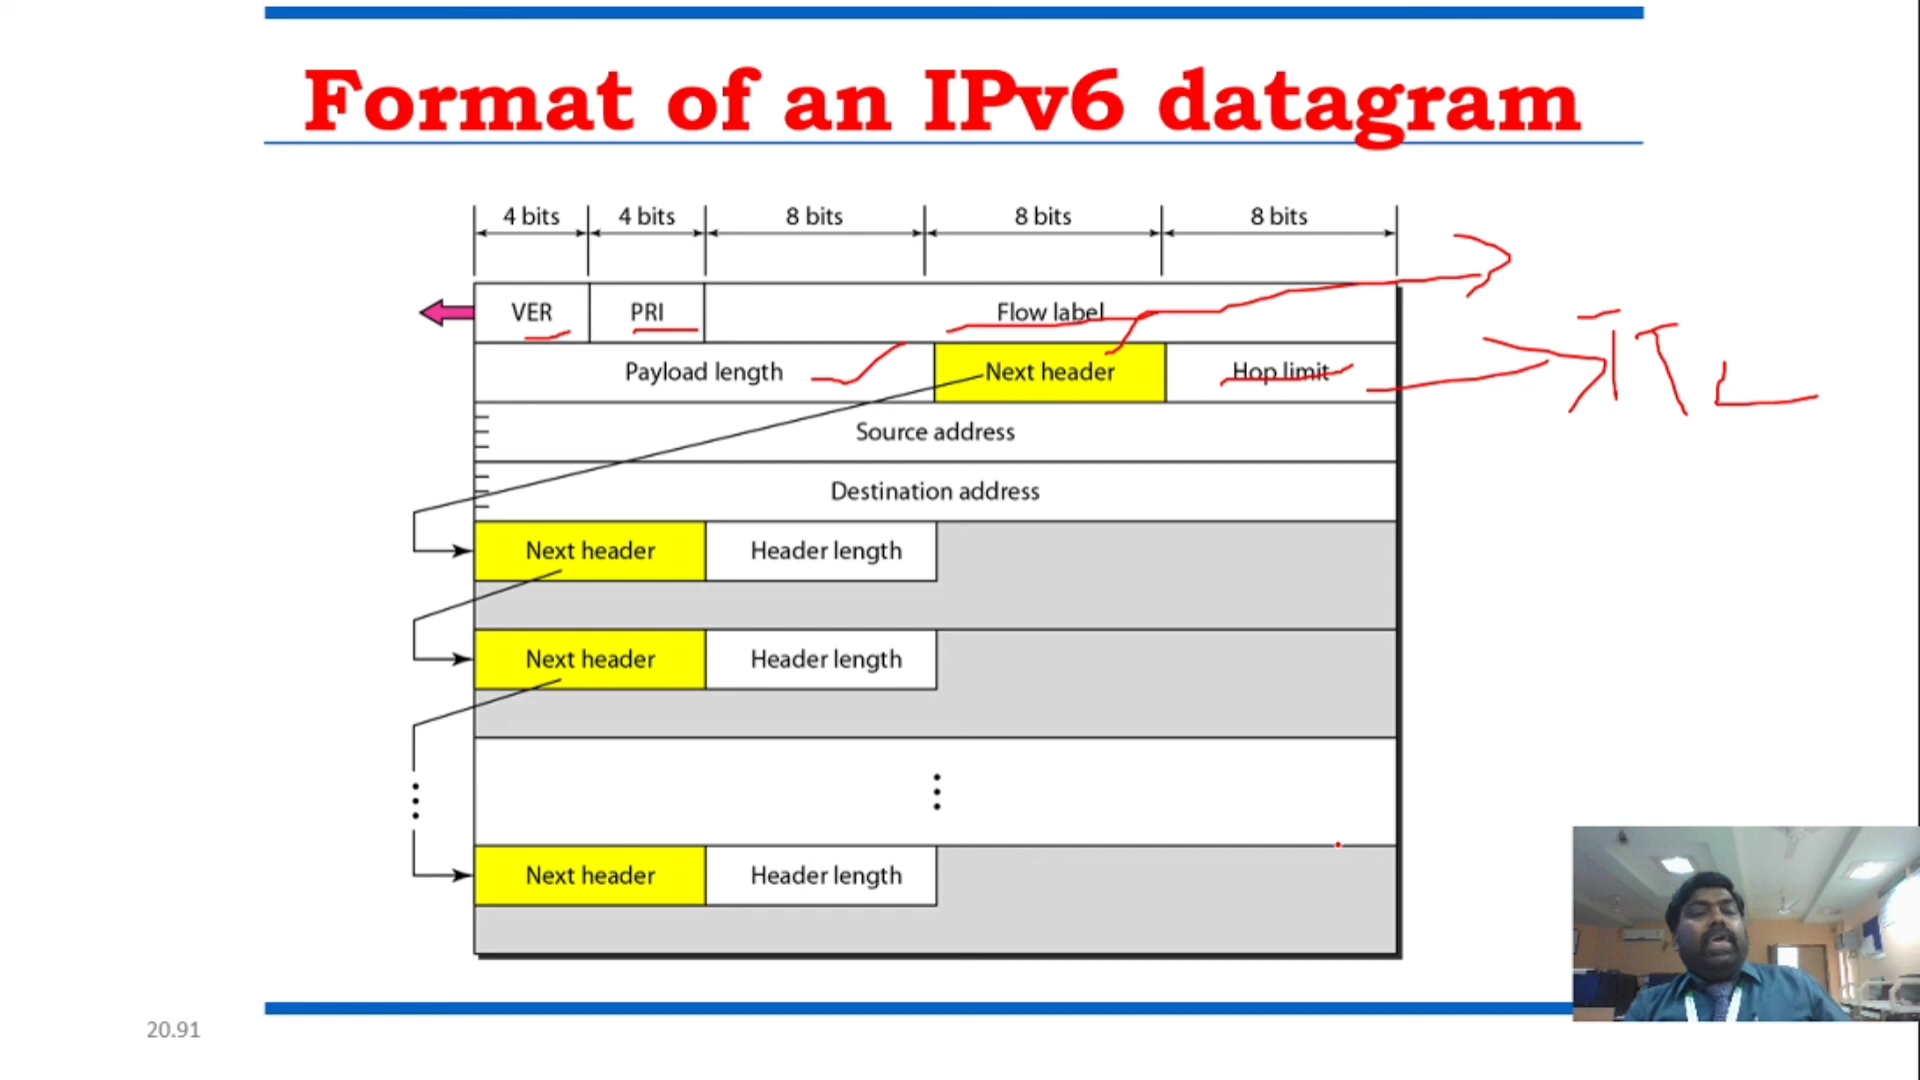 Format of an IPv6 datagram
4 bits 4 bits 8 bits 8 bits 8 bits
VER PRI Flow label
Payload length Next header Hop limit
TTL
Source address
Destination address
Next header Header length
Next header Header length
Next header Header length
20.91